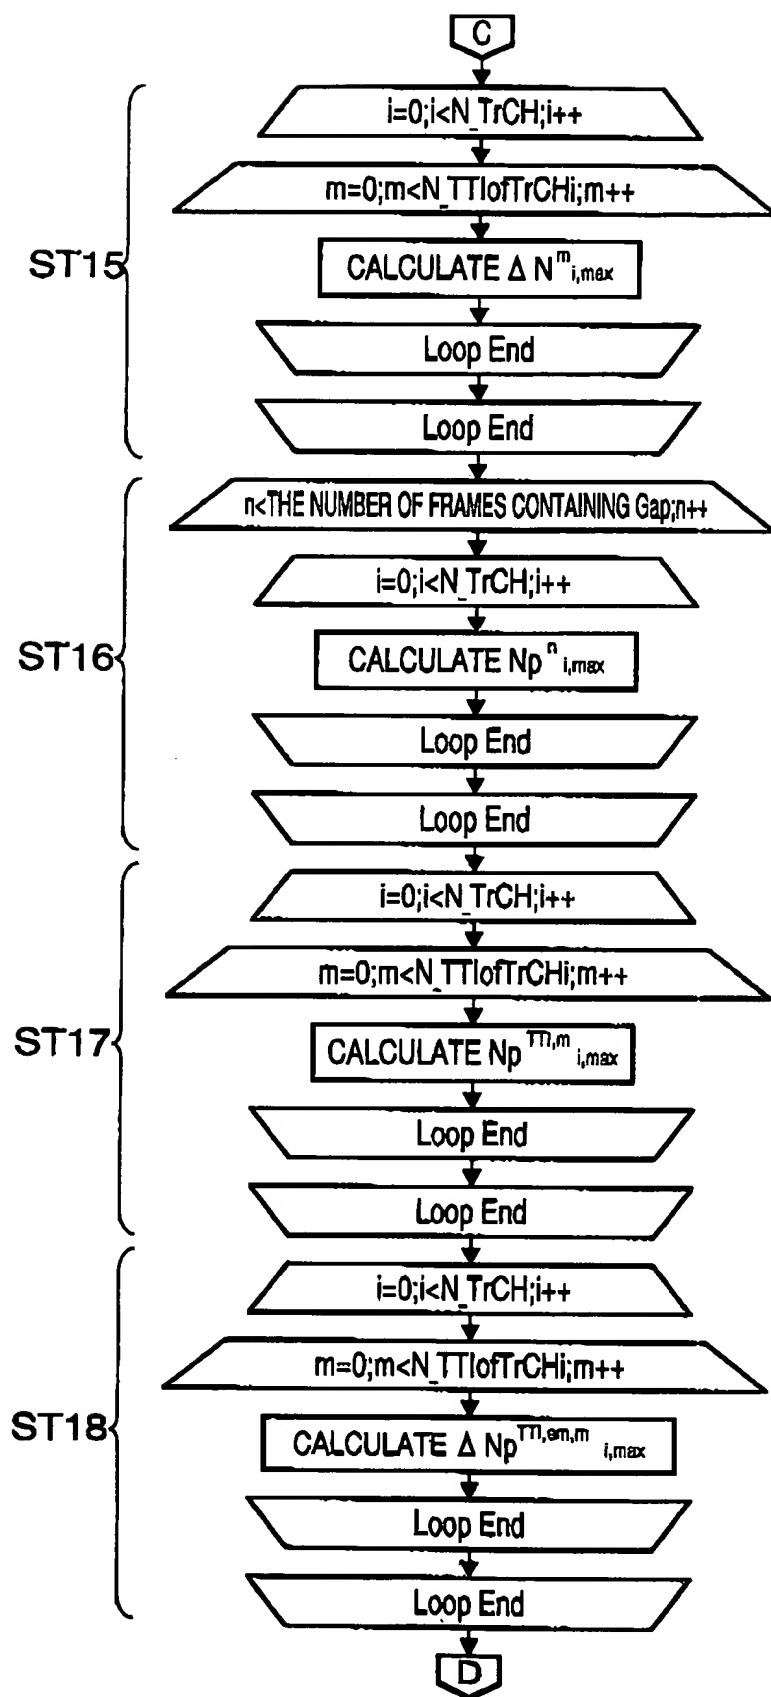 C
ST15
i=0;i<N_TrCH;i++
m=0;m<N_TTIofTrCHi;m++
CALCULATE Δ N^m i,max
Loop End
Loop End
ST16
n<THE NUMBER OF FRAMES CONTAINING Gap;n++
i=0;i<N_TrCH;i++
CALCULATE Np^n i,max
Loop End
Loop End
ST17
i=0;i<N_TrCH;i++
m=0;m<N_TTIofTrCHi;m++
CALCULATE Np^TTI,m i,max
Loop End
Loop End
ST18
i=0;i<N_TrCH;i++
m=0;m<N_TTIofTrCHi;m++
CALCULATE Δ Np^TTI,em,m i,max
Loop End
Loop End
D